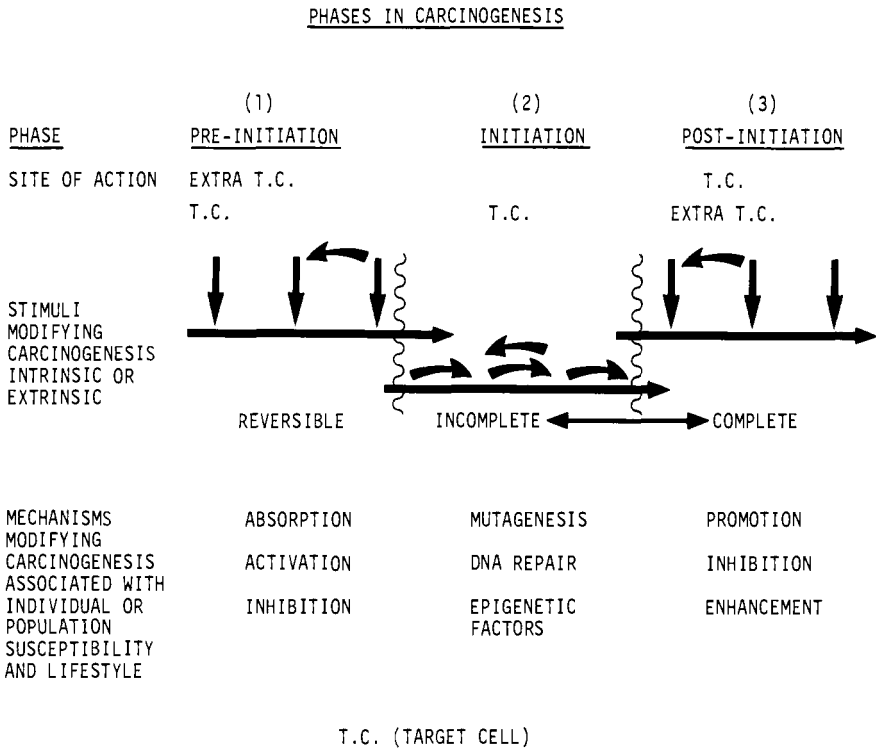 PHASES IN CARCINOGENESIS
(1) (2) (3)
PHASE PRE-INITIATION INITIATION POST-INITIATION
SITE OF ACTION EXTRA T.C. T.C.
T.C. T.C. EXTRA T.C.
STIMULI
MODIFYING
CARCINOGENESIS
INTRINSIC OR
EXTRINSIC
REVERSIBLE INCOMPLETE COMPLETE
MECHANISMS ABSORPTION MUTAGENESIS PROMOTION
MODIFYING
CARCINOGENESIS ACTIVATION DNA REPAIR INHIBITION
ASSOCIATED WITH
INDIVIDUAL OR INHIBITION EPIGENETIC ENHANCEMENT
POPULATION FACTORS
SUSCEPTIBILITY
AND LIFESTYLE
T.C. (TARGET CELL)